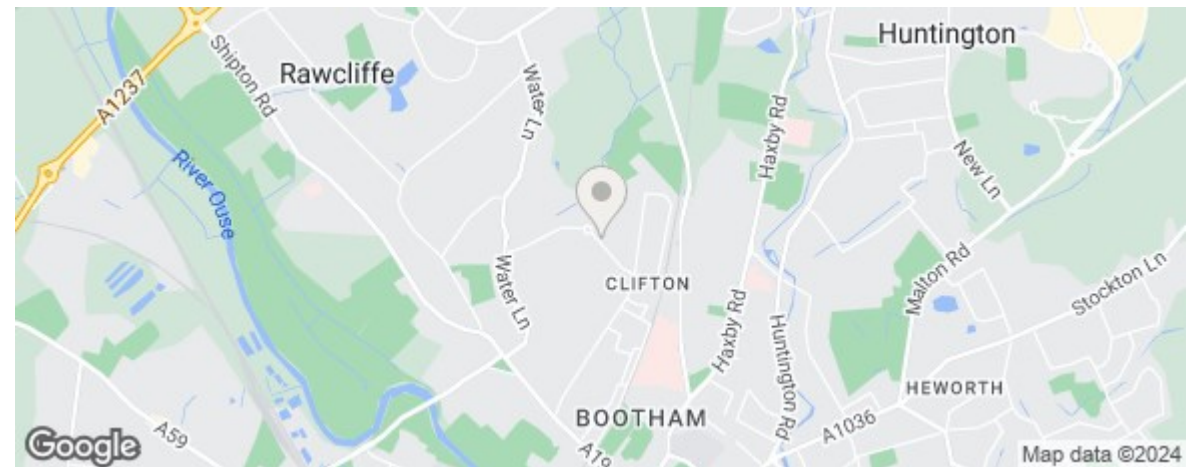 Huntington
Shipton Rd
Rawcliffe
Water Ln
A1237
Haxby Rd
New Ln
River Ouse
Malton Rd
CLIFTON
Stockton Ln
Water Ln
Haxby Rd
Huntington Rd
HEWORTH
BOOTHAM
A1036
A59
A19
Google
Map data ©2024